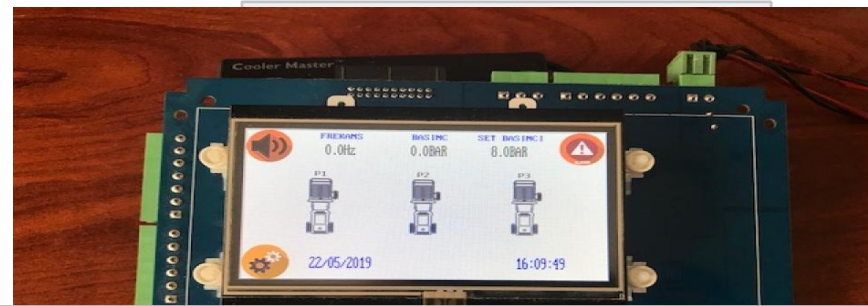 Cooler Master
FREKANS BASINC SET BASINCI
0.0Hz 0.0BAR 8.0BAR
P1 P2 P3
22/05/2019 16:09:49